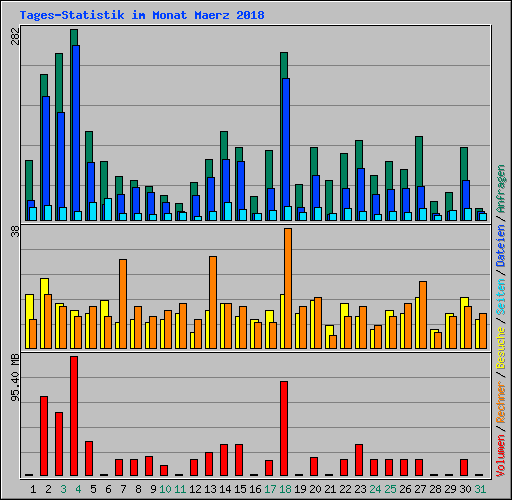 Tages-Statistik im Monat Maerz 2018
282
38
95.40 MB
Volumen / Rechner / Besuche / Seiten / Dateien / Anfragen
1 2 3 4 5 6 7 8 9 10 11 12 13 14 15 16 17 18 19 20 21 22 23 24 25 26 27 28 29 30 31